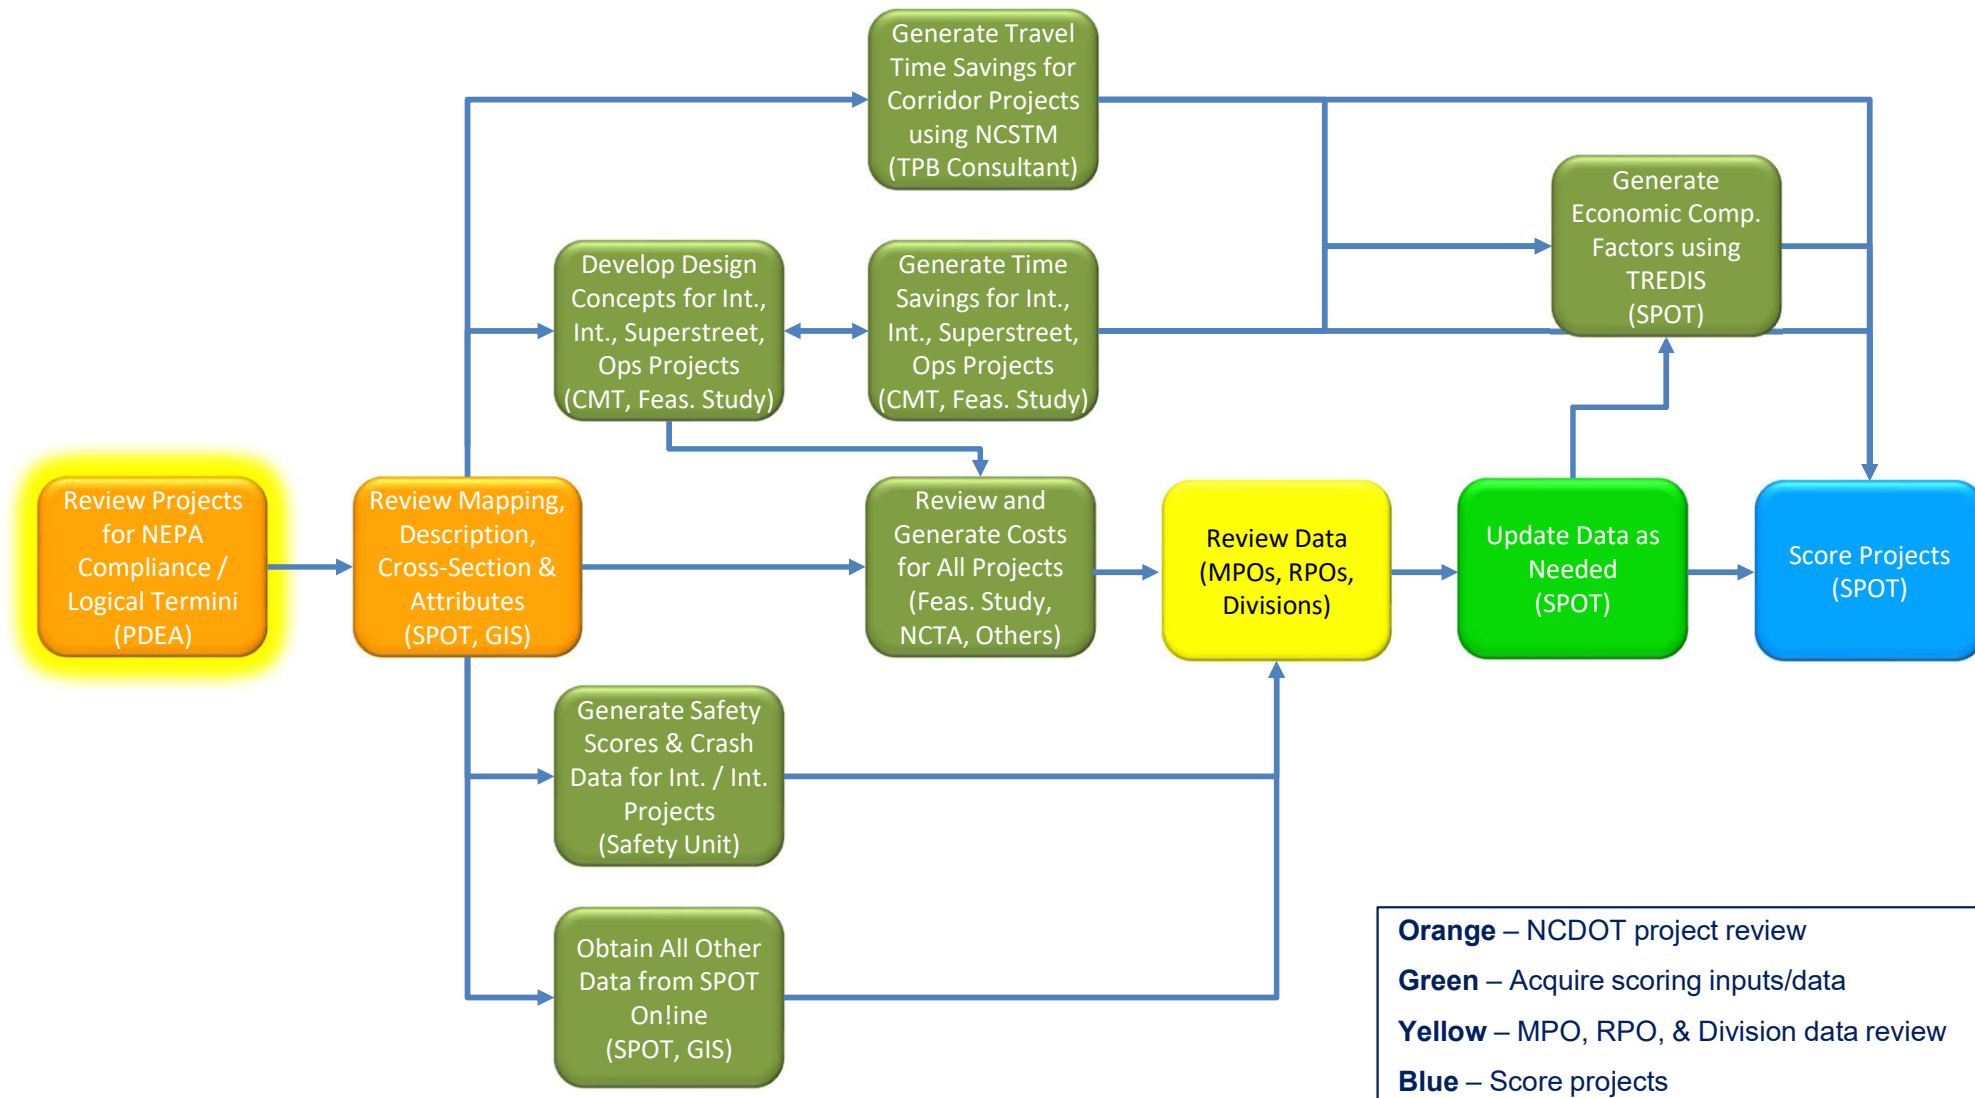 Generate Travel
Time Savings for
Corridor Projects
using NCSTM
(TPB Consultant)
Generate
Economic Comp.
Factors using
TREDIS
(SPOT)
Develop Design
Concepts for Int.,
Int., Superstreet,
Ops Projects
(CMT, Feas. Study)
Generate Time
Savings for Int.,
Int., Superstreet,
Ops Projects
(CMT, Feas. Study)
Review Projects
for NEPA
Compliance /
Logical Termini
(PDEA)
Review Mapping,
Description,
Cross-Section &
Attributes
(SPOT, GIS)
Review and
Generate Costs
for All Projects
(Feas. Study,
NCTA, Others)
Review Data
(MPOs, RPOs,
Divisions)
Update Data as
Needed
(SPOT)
Score Projects
(SPOT)
Generate Safety
Scores & Crash
Data for Int. / Int.
Projects
(Safety Unit)
Obtain All Other
Data from SPOT
On!ine
(SPOT, GIS)
Orange – NCDOT project review
Green – Acquire scoring inputs/data
Yellow – MPO, RPO, & Division data review
Blue – Score projects